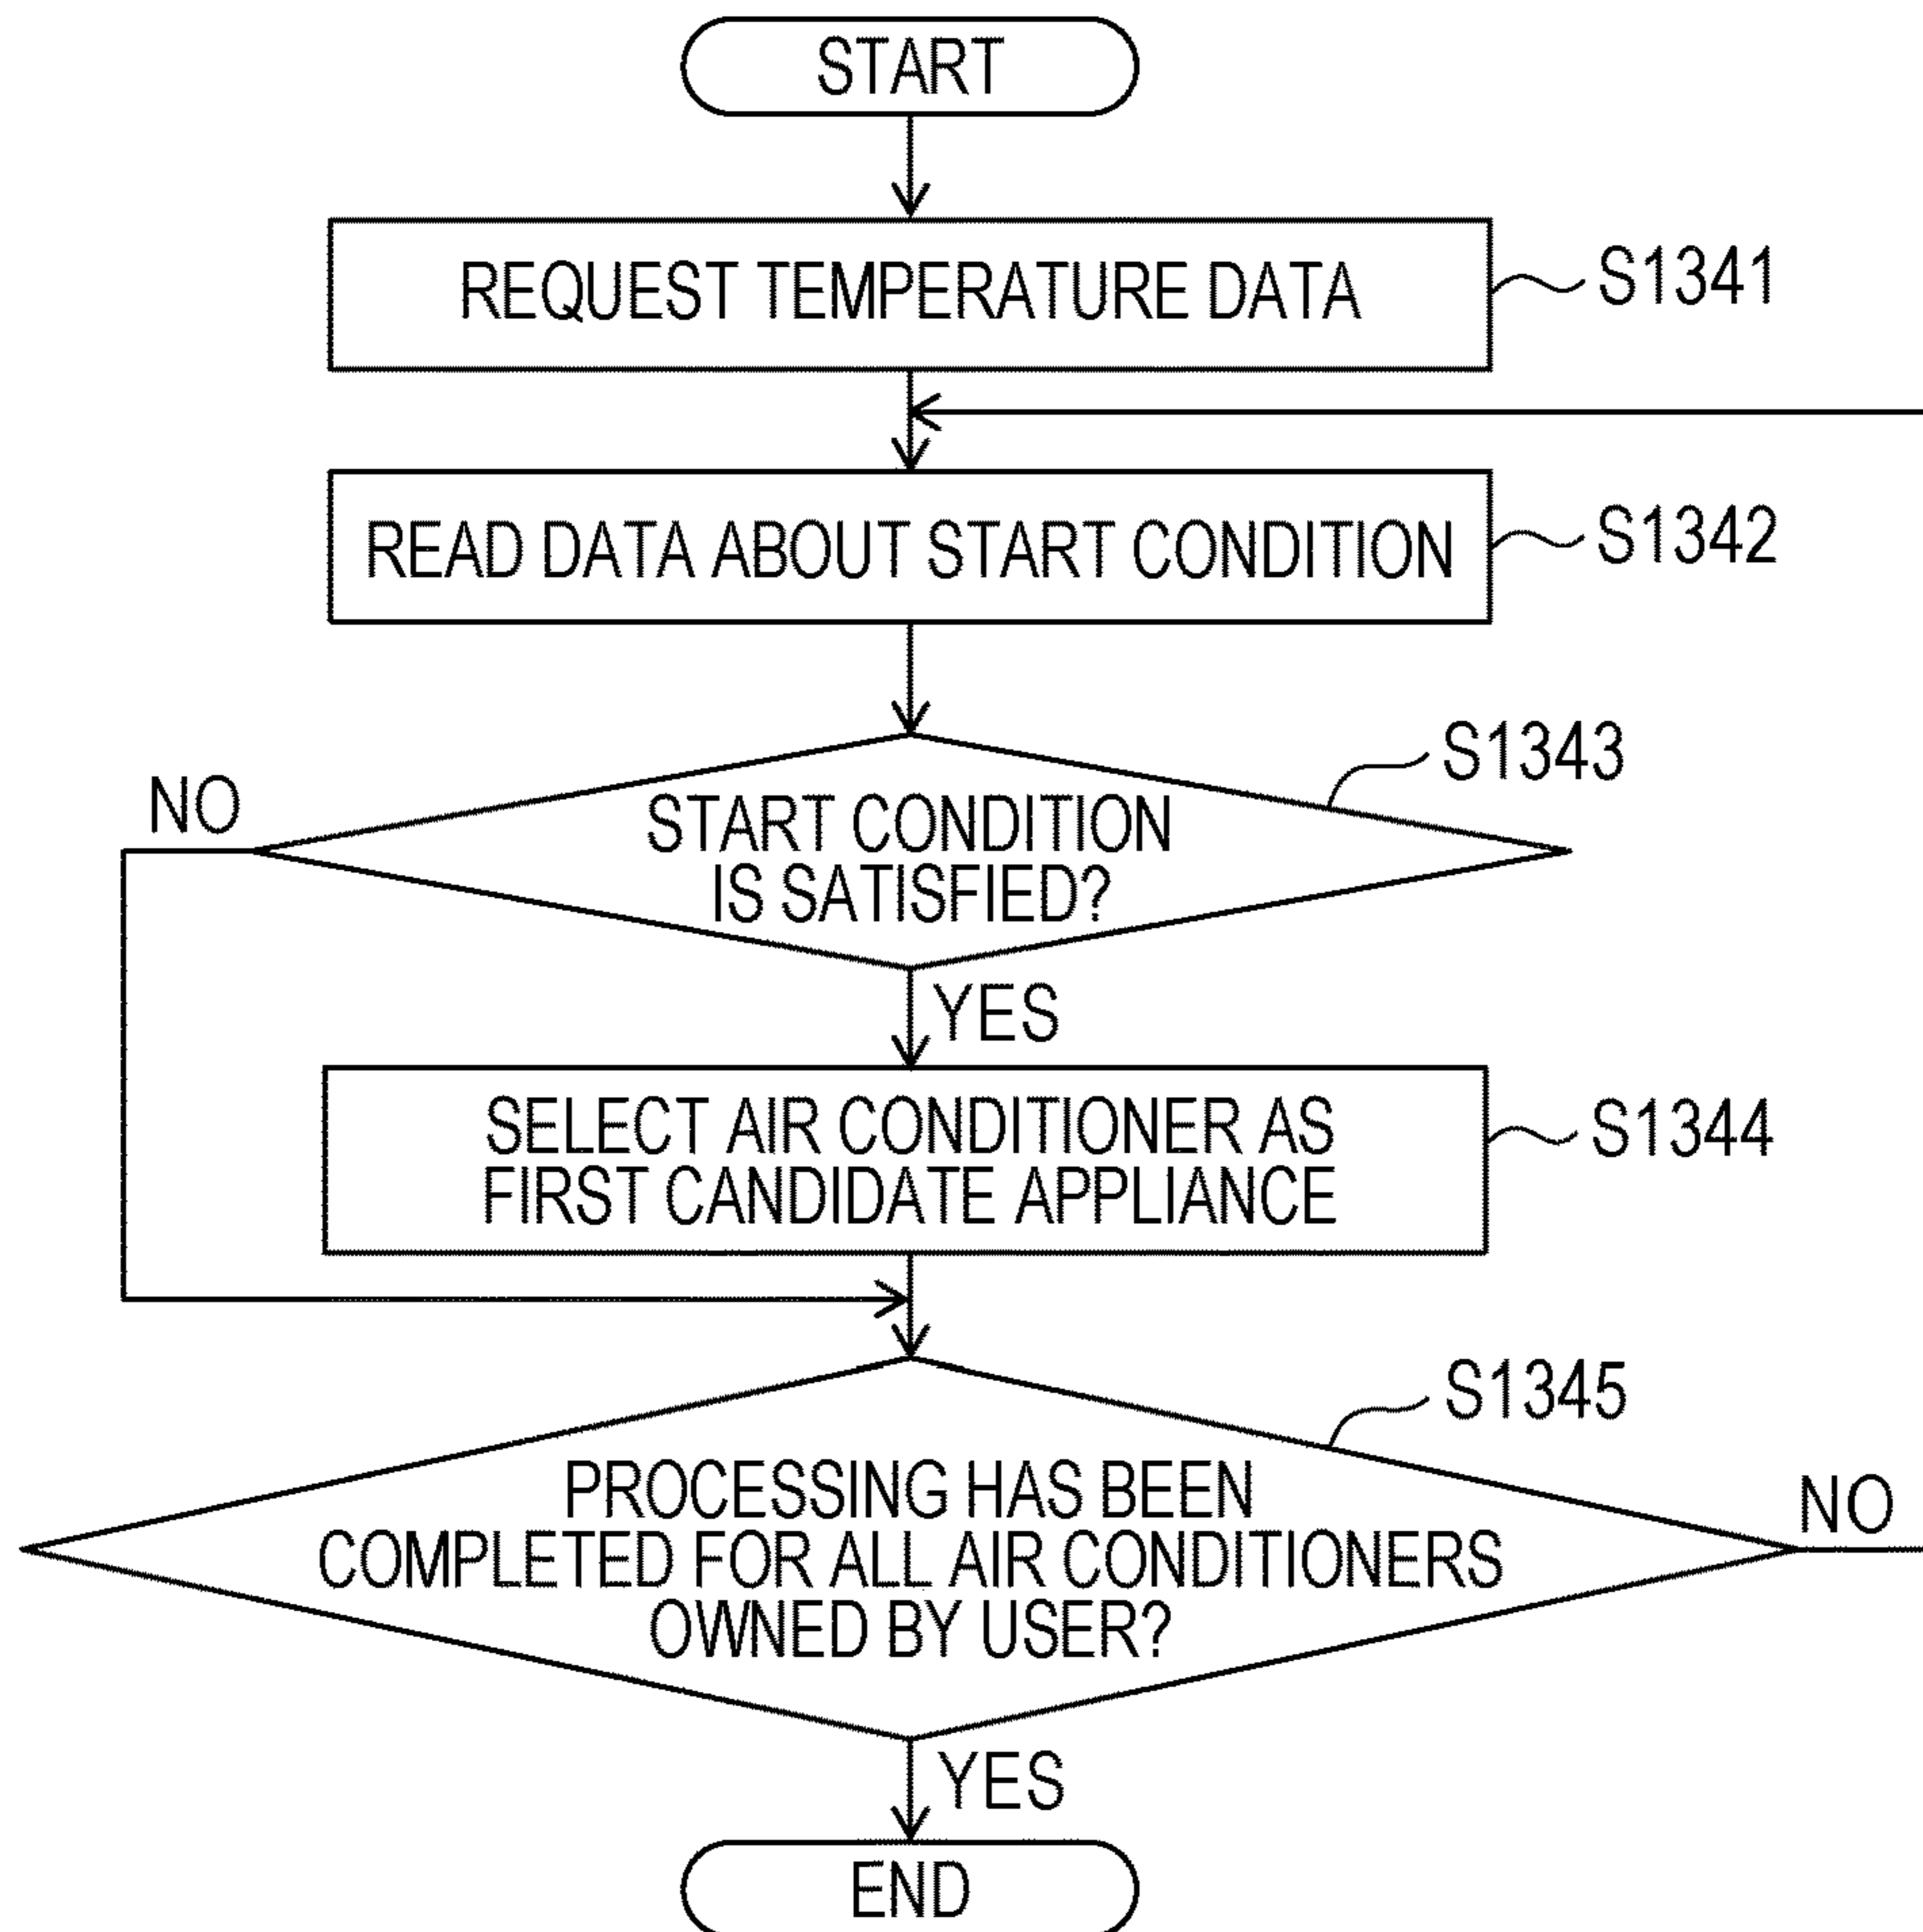 START
REQUEST TEMPERATURE DATA
S1341
READ DATA ABOUT START CONDITION
S1342
S1343
NO
START CONDITION
IS SATISFIED?
YES
SELECT AIR CONDITIONER AS
FIRST CANDIDATE APPLIANCE
S1344
S1345
PROCESSING HAS BEEN
COMPLETED FOR ALL AIR CONDITIONERS
OWNED BY USER?
NO
YES
END